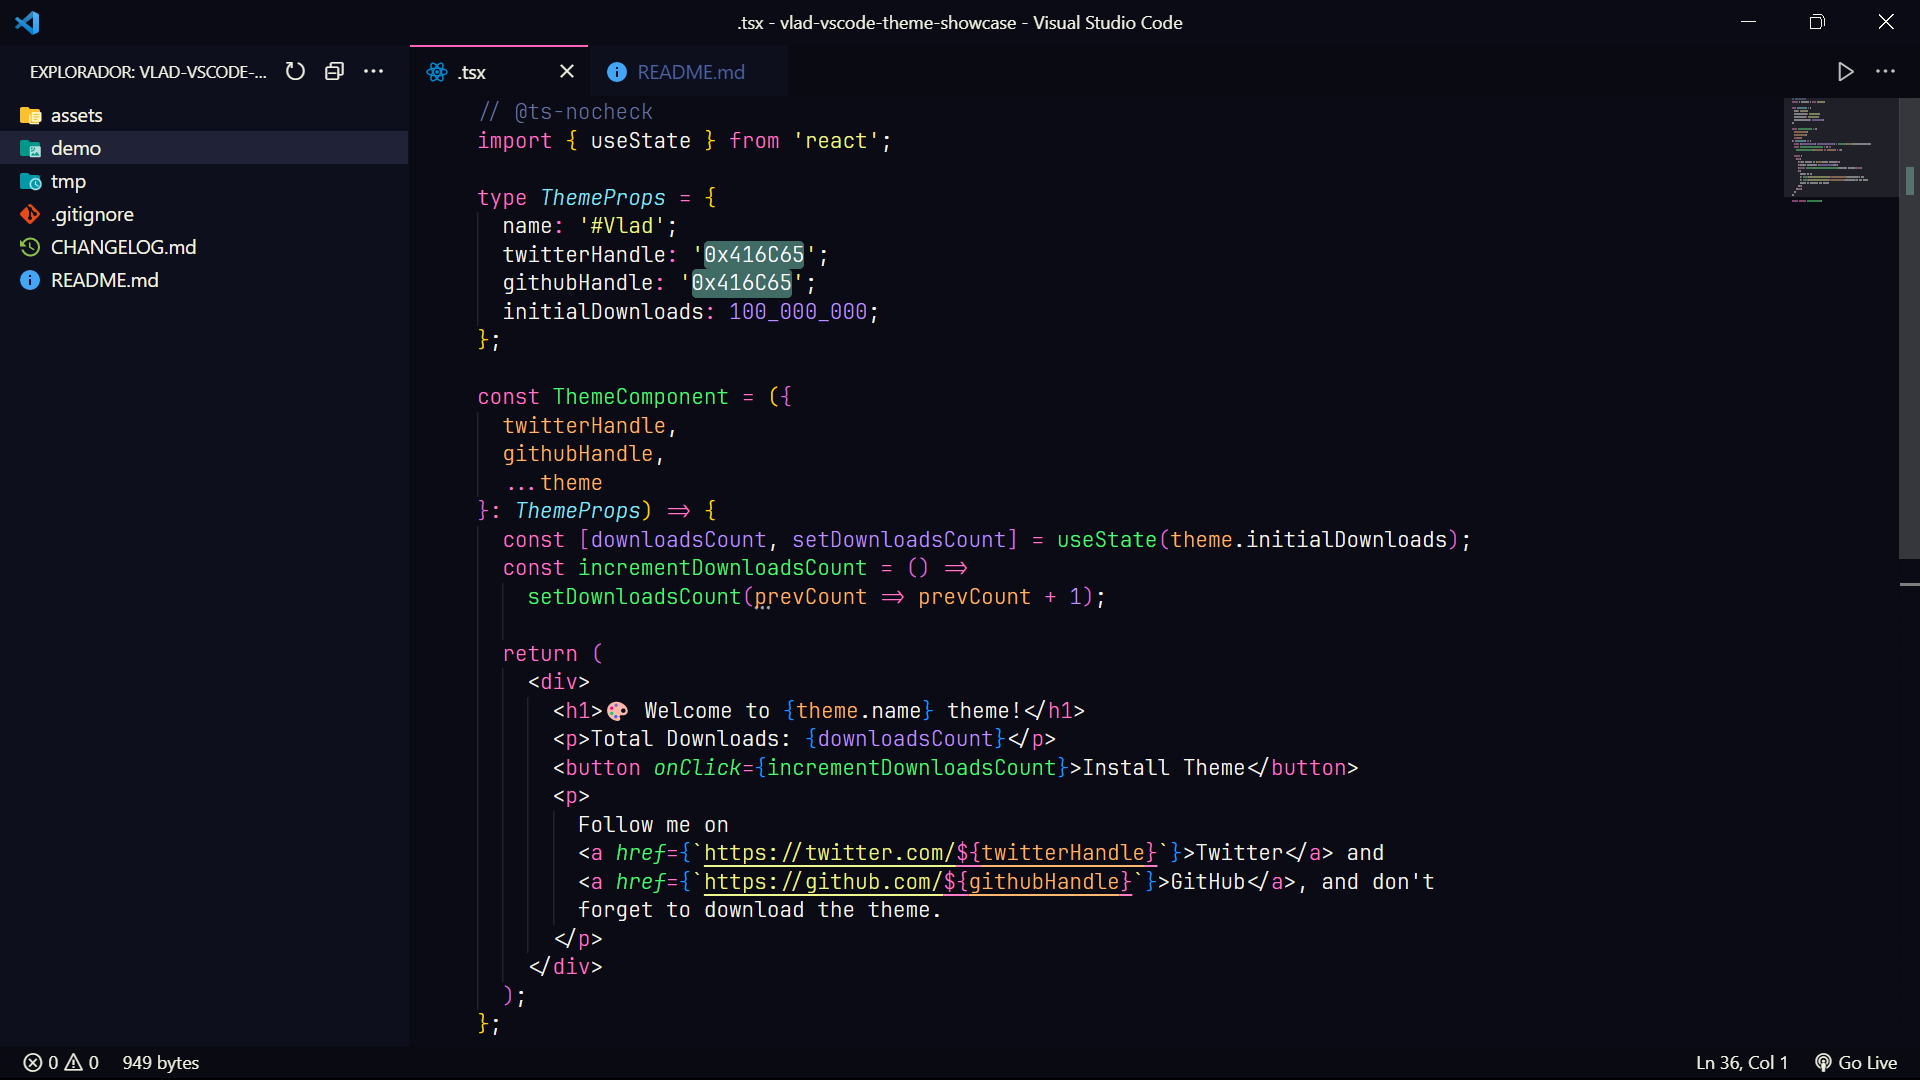 .tsx - vlad-vscode-theme-showcase - Visual Studio Code
EXPLORADOR: VLAD-VSCODE-...
.tsx
README.md
assets
demo
tmp
.gitignore
CHANGELOG.md
README.md
// @ts-nocheck
import { useState } from 'react';

type ThemeProps = {
  name: '#Vlad';
  twitterHandle: '0x416C65';
  githubHandle: '0x416C65';
  initialDownloads: 100_000_000;
};

const ThemeComponent = ({
  twitterHandle,
  githubHandle,
  ...theme
}: ThemeProps) => {
  const [downloadsCount, setDownloadsCount] = useState(theme.initialDownloads);
  const incrementDownloadsCount = () =>
    setDownloadsCount(prevCount => prevCount + 1);

  return (
    <div>
      <h1>🎨 Welcome to {theme.name} theme!</h1>
      <p>Total Downloads: {downloadsCount}</p>
      <button onClick={incrementDownloadsCount}>Install Theme</button>
      <p>
        Follow me on
        <a href={`https://twitter.com/${twitterHandle}`}>Twitter</a> and
        <a href={`https://github.com/${githubHandle}`}>GitHub</a>, and don't
        forget to download the theme.
      </p>
    </div>
  );
};
0 0 949 bytes
Ln 36, Col 1 Go Live